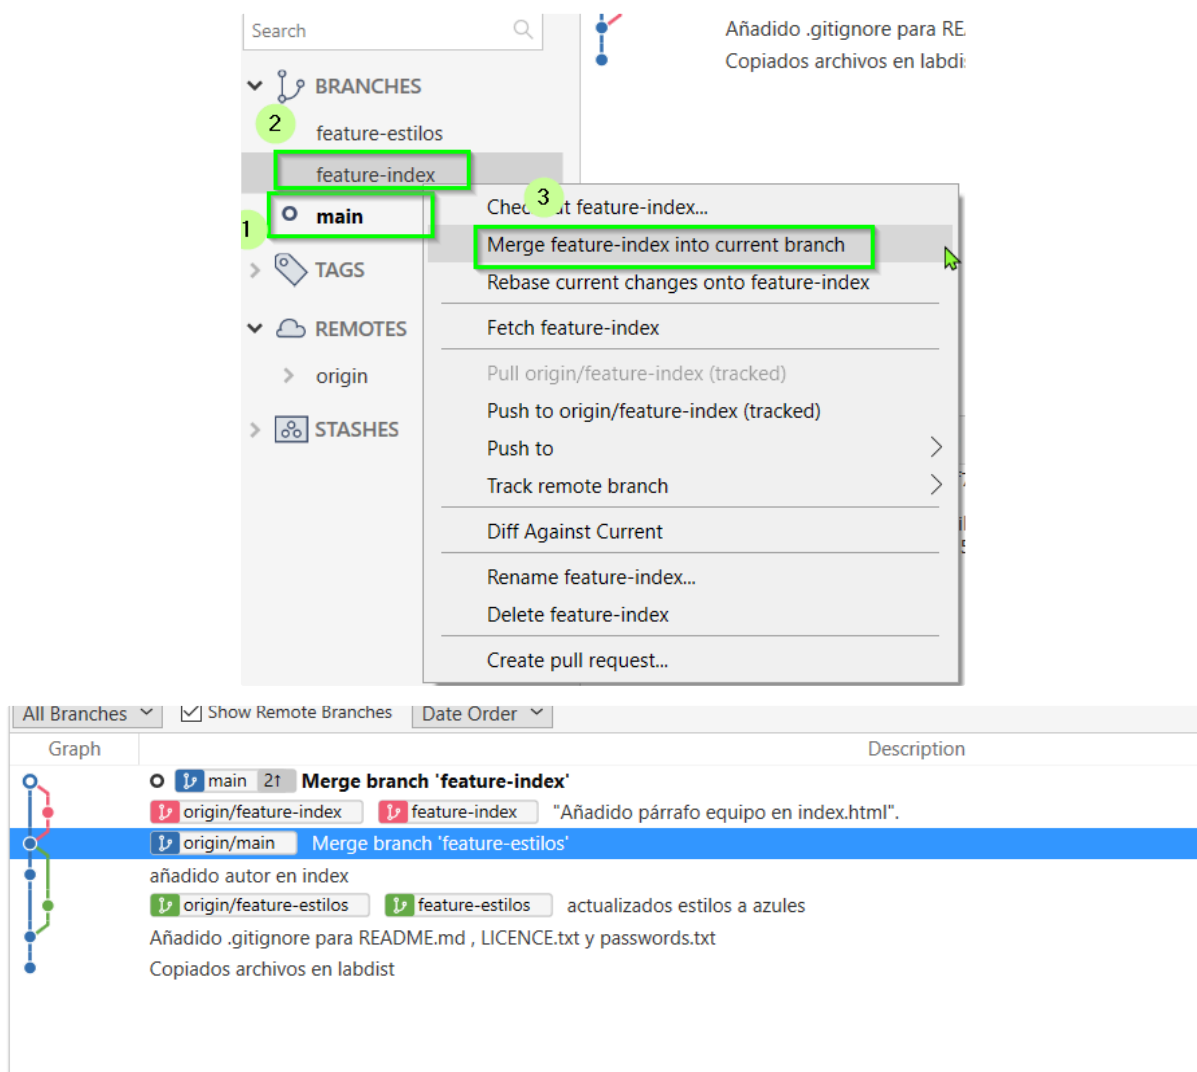 Search
Añadido .gitignore para RE
Copiados archivos en labdi
BRANCHES
2
feature-estilos
feature-index
1
main
3
feature-index...
Merge feature-index into current branch
Rebase current changes onto feature-index
TAGS
REMOTES
Fetch feature-index
origin
Pull origin/feature-index (tracked)
Push to origin/feature-index (tracked)
STASHES
Push to
Track remote branch
Diff Against Current
Rename feature-index...
Delete feature-index
Create pull request...
All Branches Show Remote Branches Date Order
Graph Description
main 2↑ Merge branch 'feature-index'
origin/feature-index feature-index "Añadido párrafo equipo en index.html".
origin/main Merge branch 'feature-estilos'
añadido autor en index
origin/feature-estilos feature-estilos actualizados estilos a azules
Añadido .gitignore para README.md , LICENCE.txt y passwords.txt
Copiados archivos en labdist